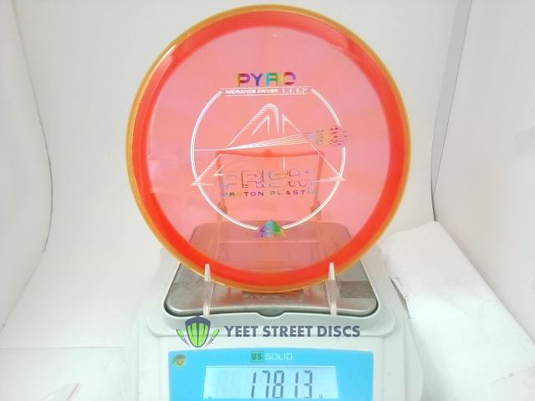 PYRO
MIDRANGE DRIVER
PRISM
PROTON PLASTIC
YEET STREET DISCS
US SOLID
178.13